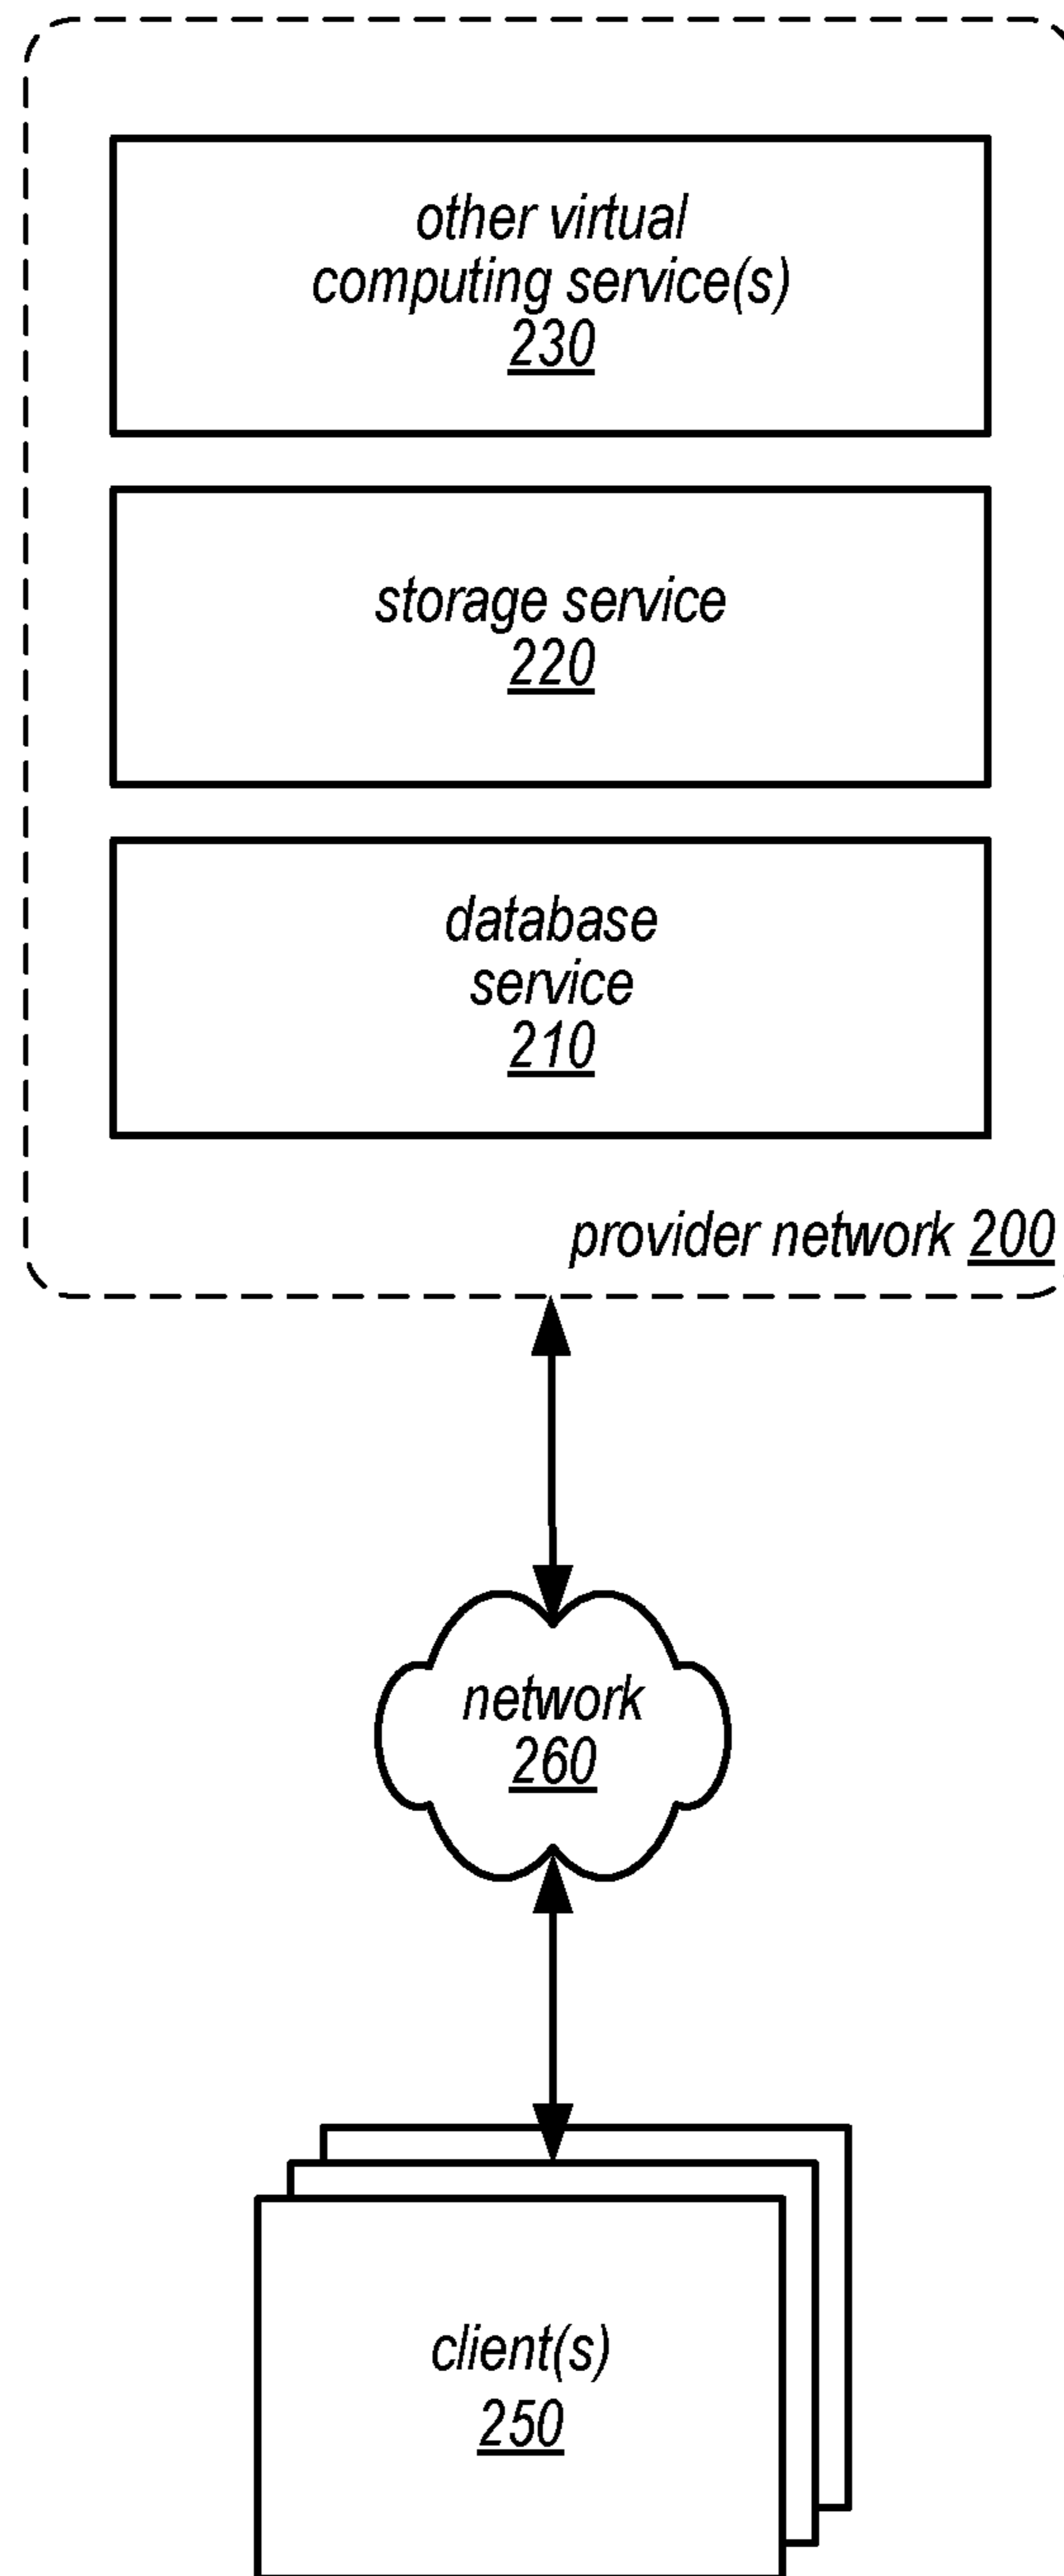 other virtual
computing service(s)
230
storage service
220
database
service
210
provider network 200
network
260
client(s)
250